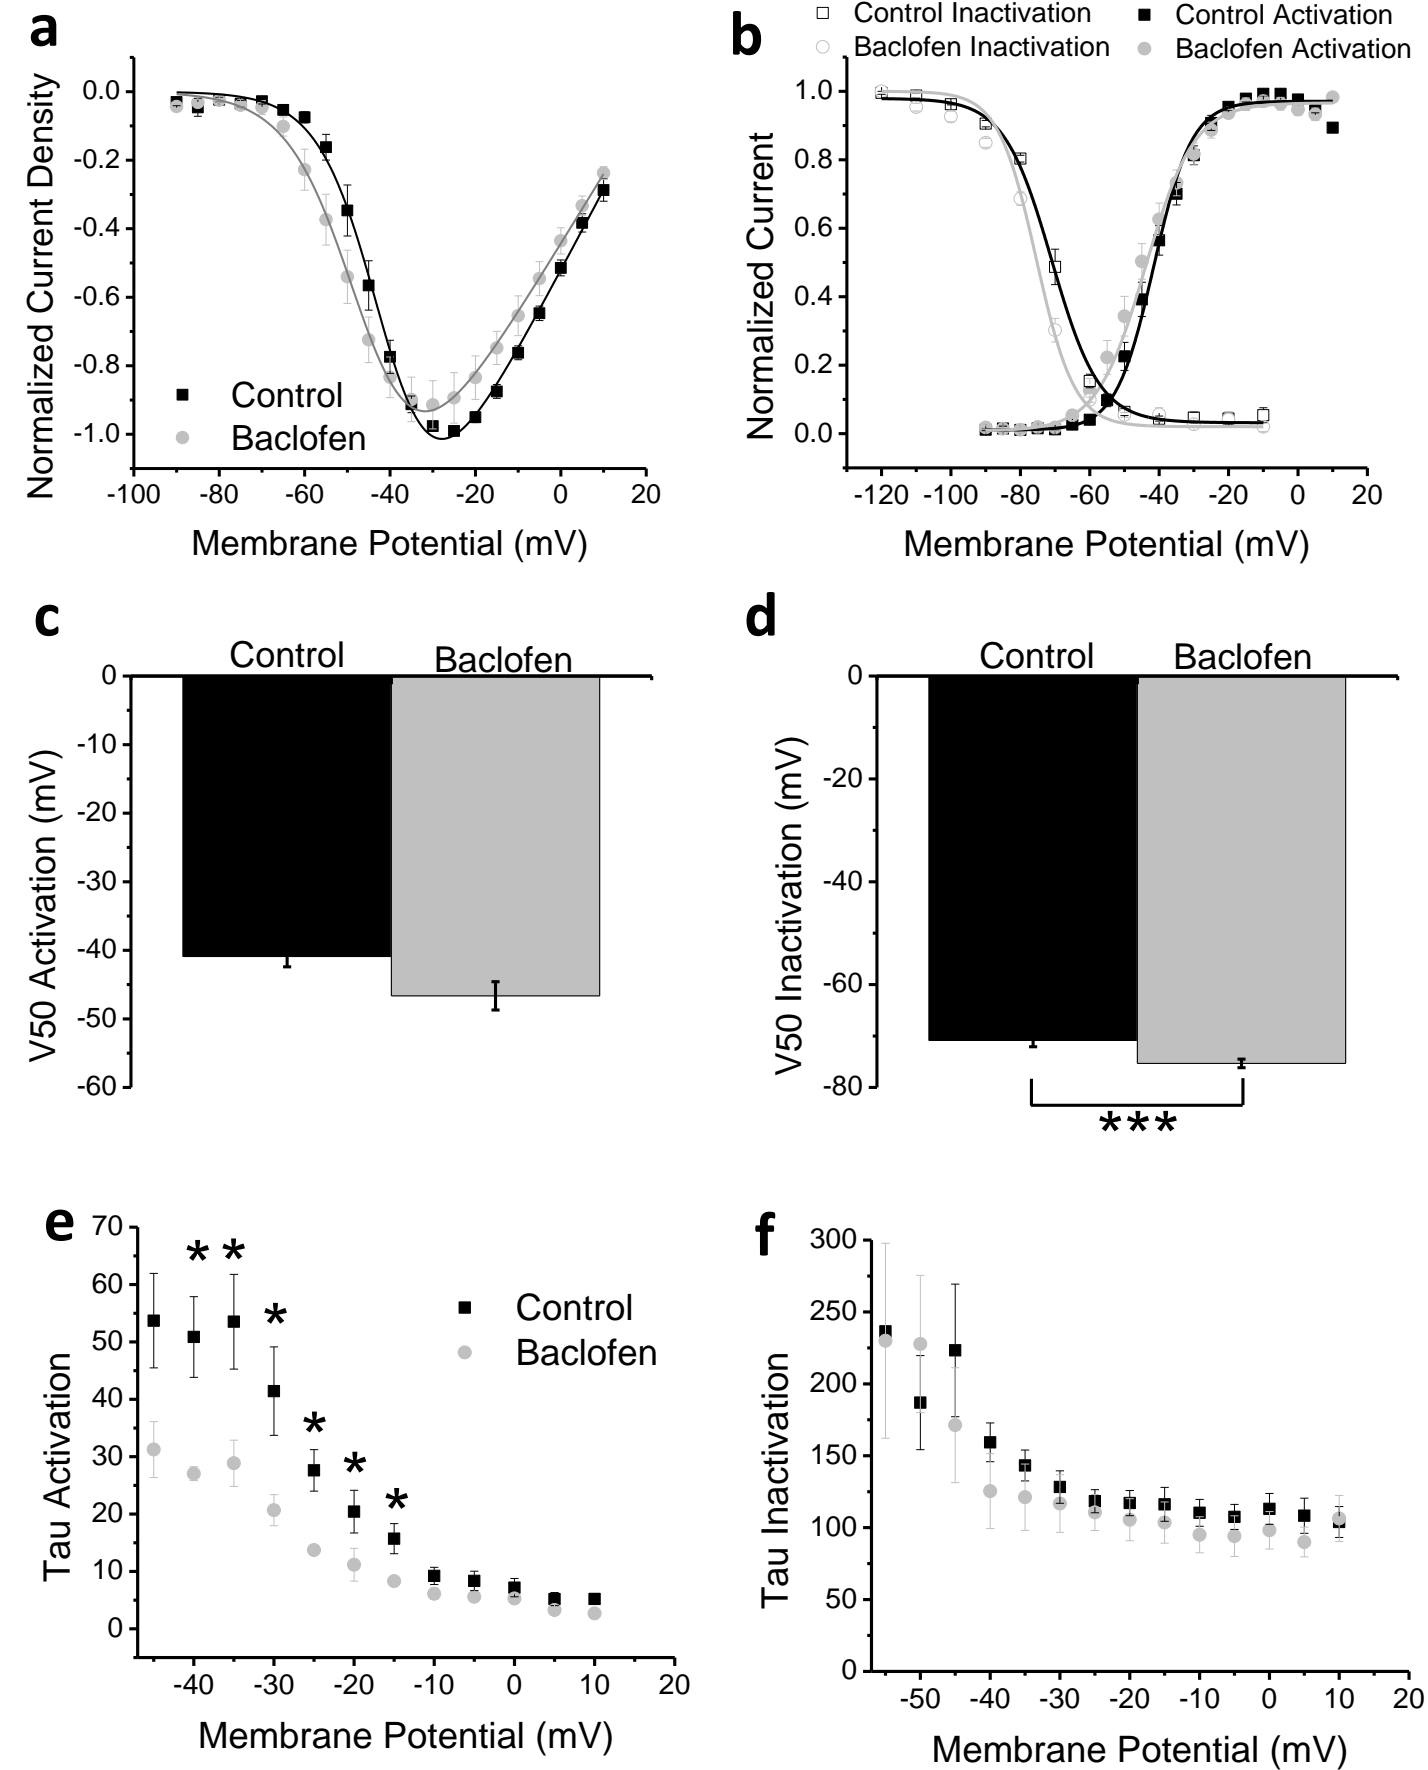 a
Normalized Current Density
0.0
-0.2
-0.4
-0.6
-0.8
-1.0
Control
Baclofen
-100 -80 -60 -40 -20 0 20
Membrane Potential (mV)
b
Control Inactivation Control Activation
Baclofen Inactivation Baclofen Activation
Normalized Current
1.0
0.8
0.6
0.4
0.2
0.0
-120 -100 -80 -60 -40 -20 0 20
Membrane Potential (mV)
c
Control Baclofen
V50 Activation (mV)
0
-10
-20
-30
-40
-50
-60
d
Control Baclofen
V50 Inactivation (mV)
0
-20
-40
-60
-80
***
e
Tau Activation
70
60
50
40
30
20
10
0
* * * * * * *
Control
Baclofen
-40 -30 -20 -10 0 10 20
Membrane Potential (mV)
f
Tau Inactivation
300
250
200
150
100
50
0
-50 -40 -30 -20 -10 0 10 20
Membrane Potential (mV)